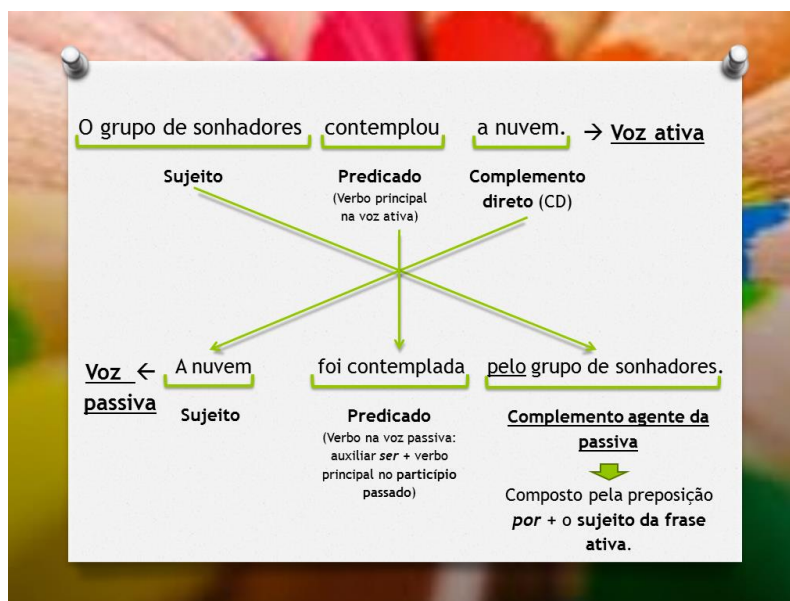 O grupo de sonhadores contemplou a nuvem. → Voz ativa
Sujeito
Predicado
(Verbo principal
na voz ativa)
Complemento
direto (CD)
Voz ←
passiva
A nuvem foi contemplada pelo grupo de sonhadores.
Sujeito
Predicado
(Verbo na voz passiva:
auxiliar ser + verbo
principal no particípio
passado)
Complemento agente da
passiva
Composto pela preposição
por + o sujeito da frase
ativa.